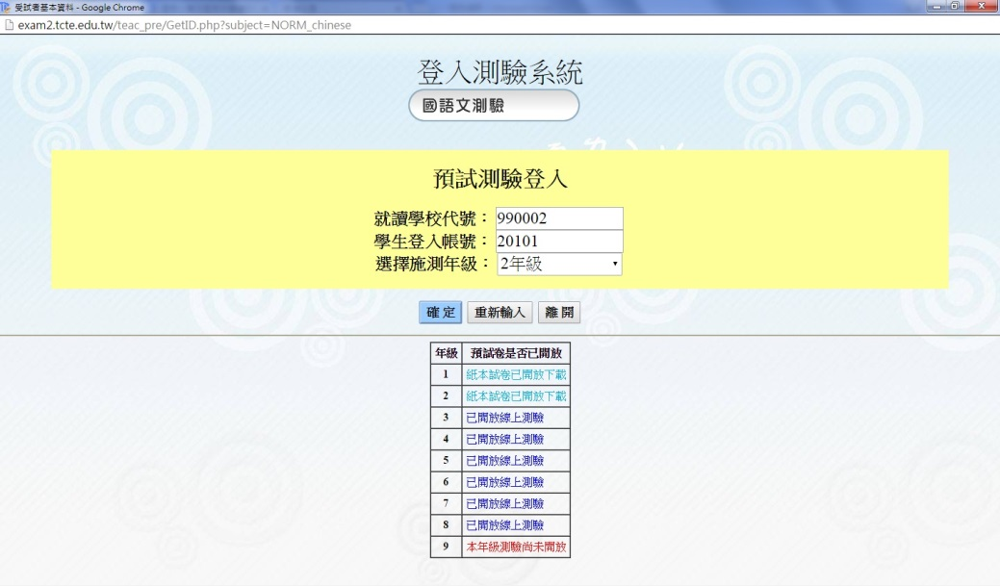 受試者基本資料 - Google Chrome
exam2.tcte.edu.tw/teac_pre/GetID.php?subject=NORM_chinese
登入測驗系統
國語文測驗
預試測驗登入
就讀學校代號： 990002
學生登入帳號： 20101
選擇施測年級： 2年級
確定 重新輸入 離開
年級 預試卷是否已開放
1 紙本試卷已開放下載
2 紙本試卷已開放下載
3 已開放線上測驗
4 已開放線上測驗
5 已開放線上測驗
6 已開放線上測驗
7 已開放線上測驗
8 已開放線上測驗
9 本年級測驗尚未開放